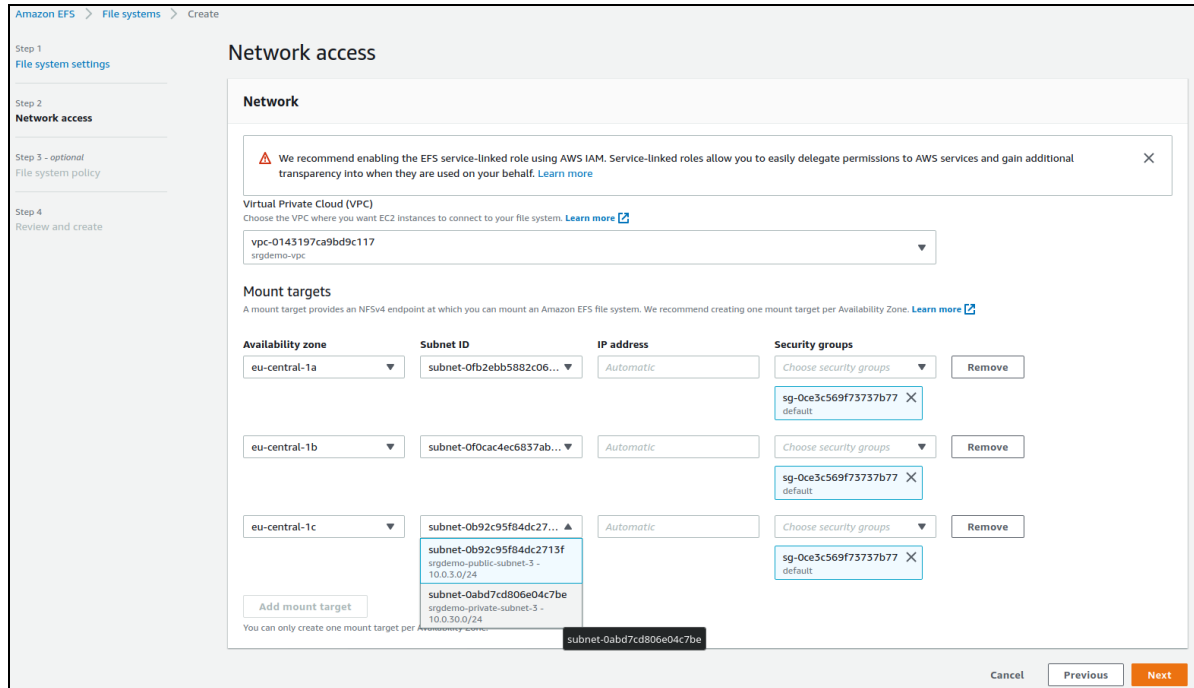 Amazon EFS > File systems > Create
Step 1
File system settings
Step 2
Network access
Step 3 - optional
File system policy
Step 4
Review and create
Network access
Network
We recommend enabling the EFS service-linked role using AWS IAM. Service-linked roles allow you to easily delegate permissions to AWS services and gain additional
transparency into when they are used on your behalf. Learn more
Virtual Private Cloud (VPC)
Choose the VPC where you want EC2 instances to connect to your file system. Learn more
vpc-0143197ca9bd9c117
srgdemo-vpc
Mount targets
A mount target provides an NFSv4 endpoint at which you can mount an Amazon EFS file system. We recommend creating one mount target per Availability Zone. Learn more
Availability zone Subnet ID IP address Security groups
eu-central-1a subnet-0fb2ebb5882c06... Automatic Choose security groups Remove
sg-0ce3c569f73737b77
default
eu-central-1b subnet-0f0cac4ec6837ab... Automatic Choose security groups Remove
sg-0ce3c569f73737b77
default
eu-central-1c subnet-0b92c95f84dc27... Automatic Choose security groups Remove
subnet-0b92c95f84dc2713f
srgdemo-public-subnet-3 -
10.0.3.0/24
sg-0ce3c569f73737b77
default
subnet-0abd7cd806e04c7be
srgdemo-private-subnet-3 -
10.0.30.0/24
Add mount target
You can only create one mount target per Availability Zone.
subnet-0abd7cd806e04c7be
Cancel Previous Next